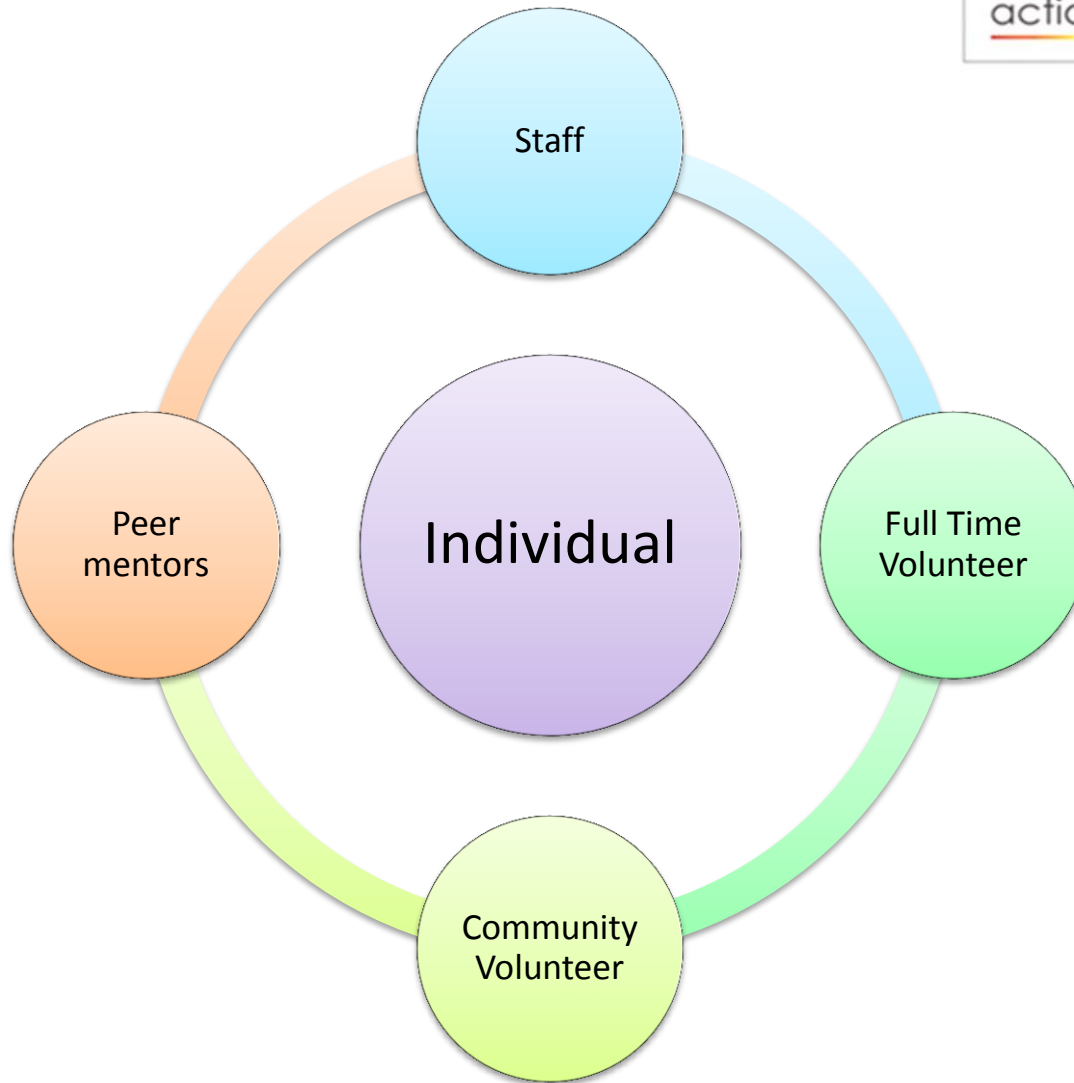 Staff
Peer
mentors
Individual
Full Time
Volunteer
Community
Volunteer